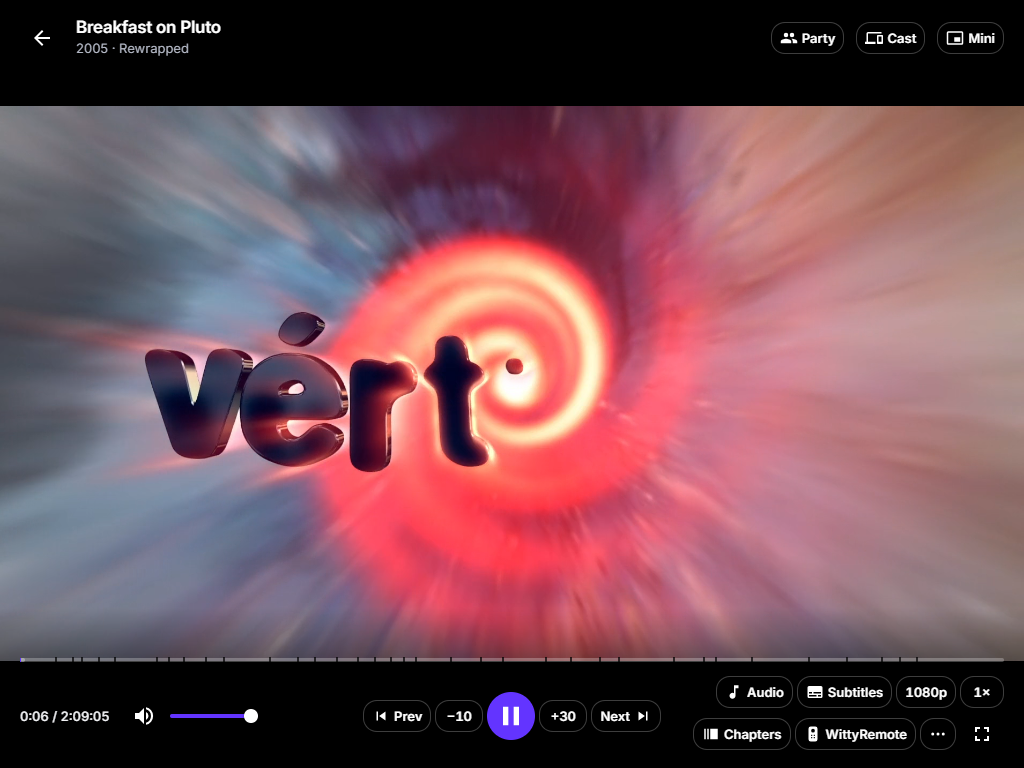 Breakfast on Pluto
2005 · Rewrapped
Party
Cast
Mini
vért
0:06 / 2:09:05
Prev
−10
+30
Next
Audio
Subtitles
1080p
1×
Chapters
WittyRemote